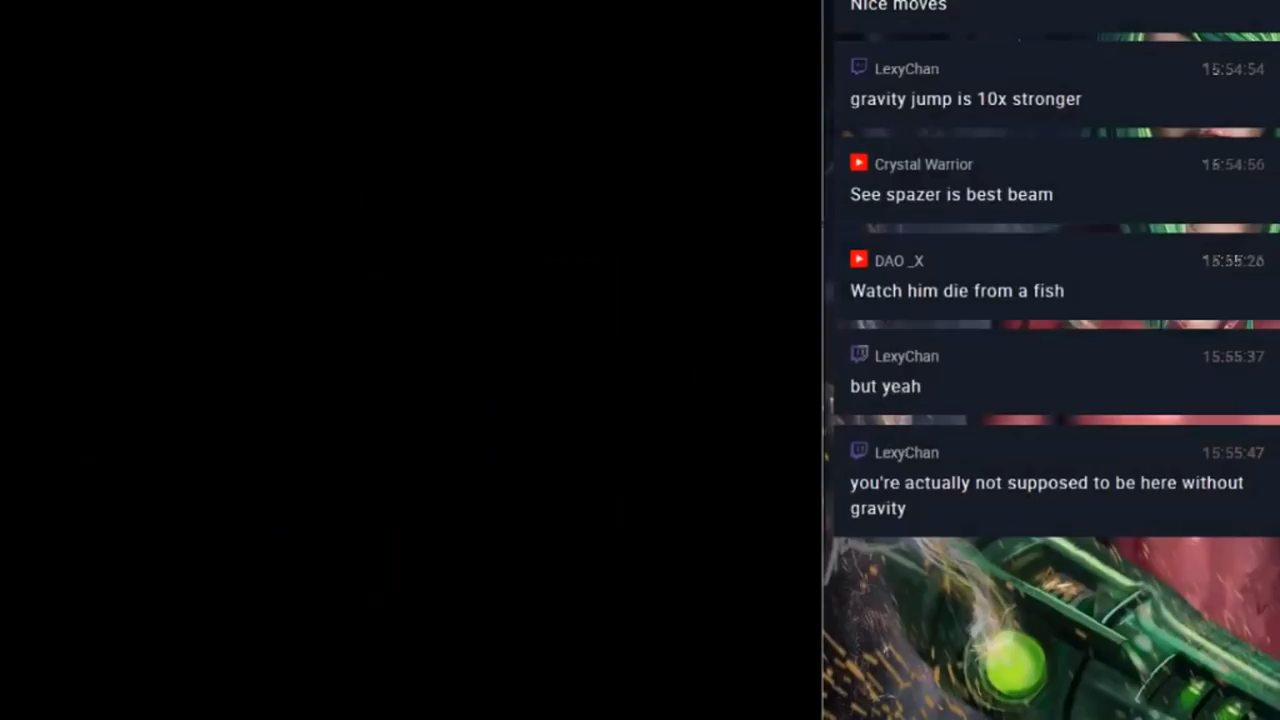 Nice moves
LexyChan 15:54:54
gravity jump is 10x stronger
Crystal Warrior 15:54:56
See spazer is best beam
DAO_X 15:55:26
Watch him die from a fish
LexyChan 15:55:37
but yeah
LexyChan 15:55:47
you're actually not supposed to be here without
gravity